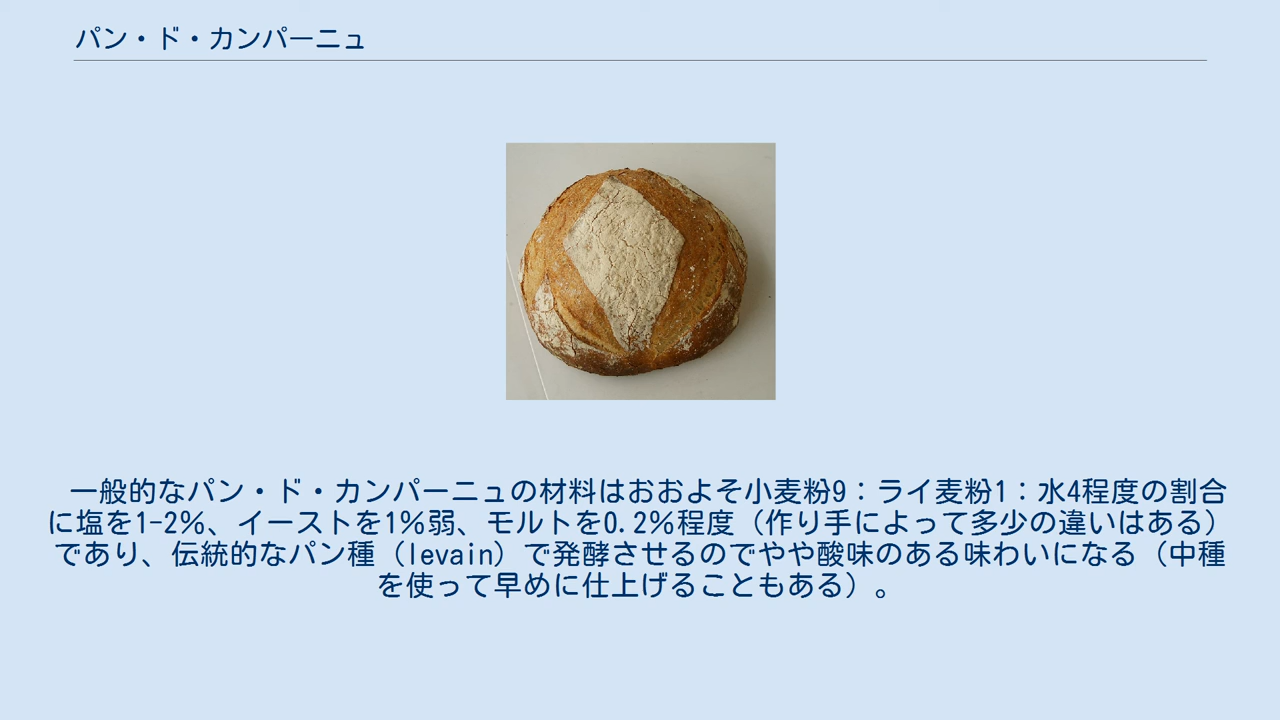 パン・ド・カンパーニュ
一般的なパン・ド・カンパーニュの材料はおおよそ小麦粉9：ライ麦粉1：水4程度の割合
に塩を1-2%、イーストを1%弱、モルトを0.2%程度（作り手によって多少の違いはある）
であり、伝統的なパン種（levain）で発酵させるのでやや酸味のある味わいになる（中種
を使って早めに仕上げることもある）。